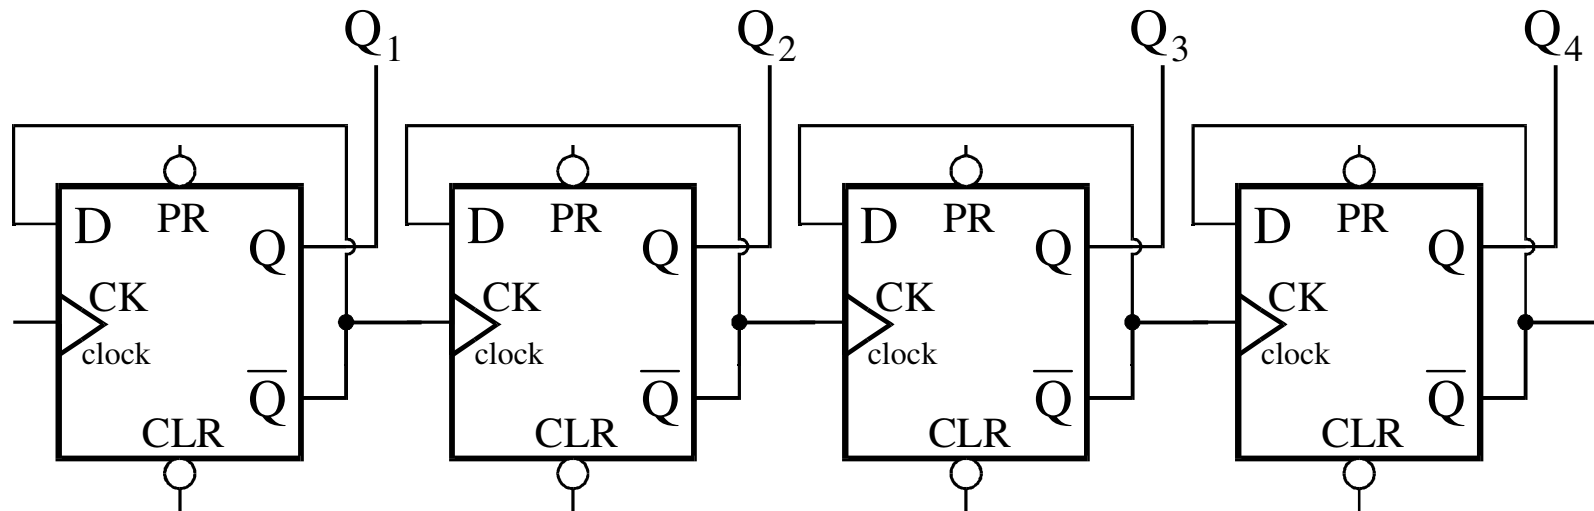 Q1 Q2 Q3 Q4
D PR Q D PR Q D PR Q D PR Q
CK CK CK CK
clock clock clock clock
Q̅ Q̅ Q̅ Q̅
CLR CLR CLR CLR